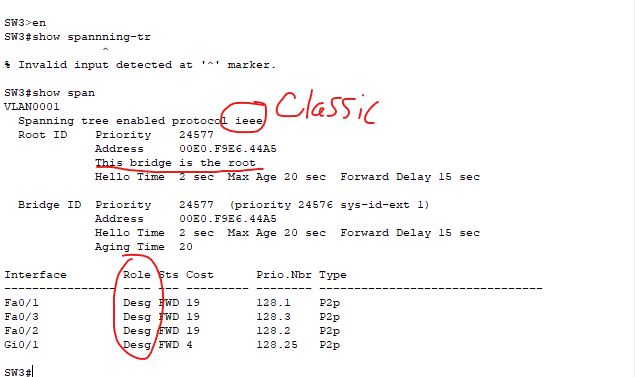 SW3>en
SW3#show spannning-tr
^
% Invalid input detected at '^' marker.
SW3#show span
VLAN0001
Spanning tree enabled protocol ieee
Classic
Root ID Priority 24577
Address 00E0.F9E6.44A5
This bridge is the root
Hello Time 2 sec Max Age 20 sec Forward Delay 15 sec
Bridge ID Priority 24577 (priority 24576 sys-id-ext 1)
Address 00E0.F9E6.44A5
Hello Time 2 sec Max Age 20 sec Forward Delay 15 sec
Aging Time 20
Interface Role Sts Cost Prio.Nbr Type
---------------- ---- --- --------- -------- --------------------------------
Fa0/1 Desg FWD 19 128.1 P2p
Fa0/3 Desg FWD 19 128.3 P2p
Fa0/2 Desg FWD 19 128.2 P2p
Gi0/1 Desg FWD 4 128.25 P2p
SW3#